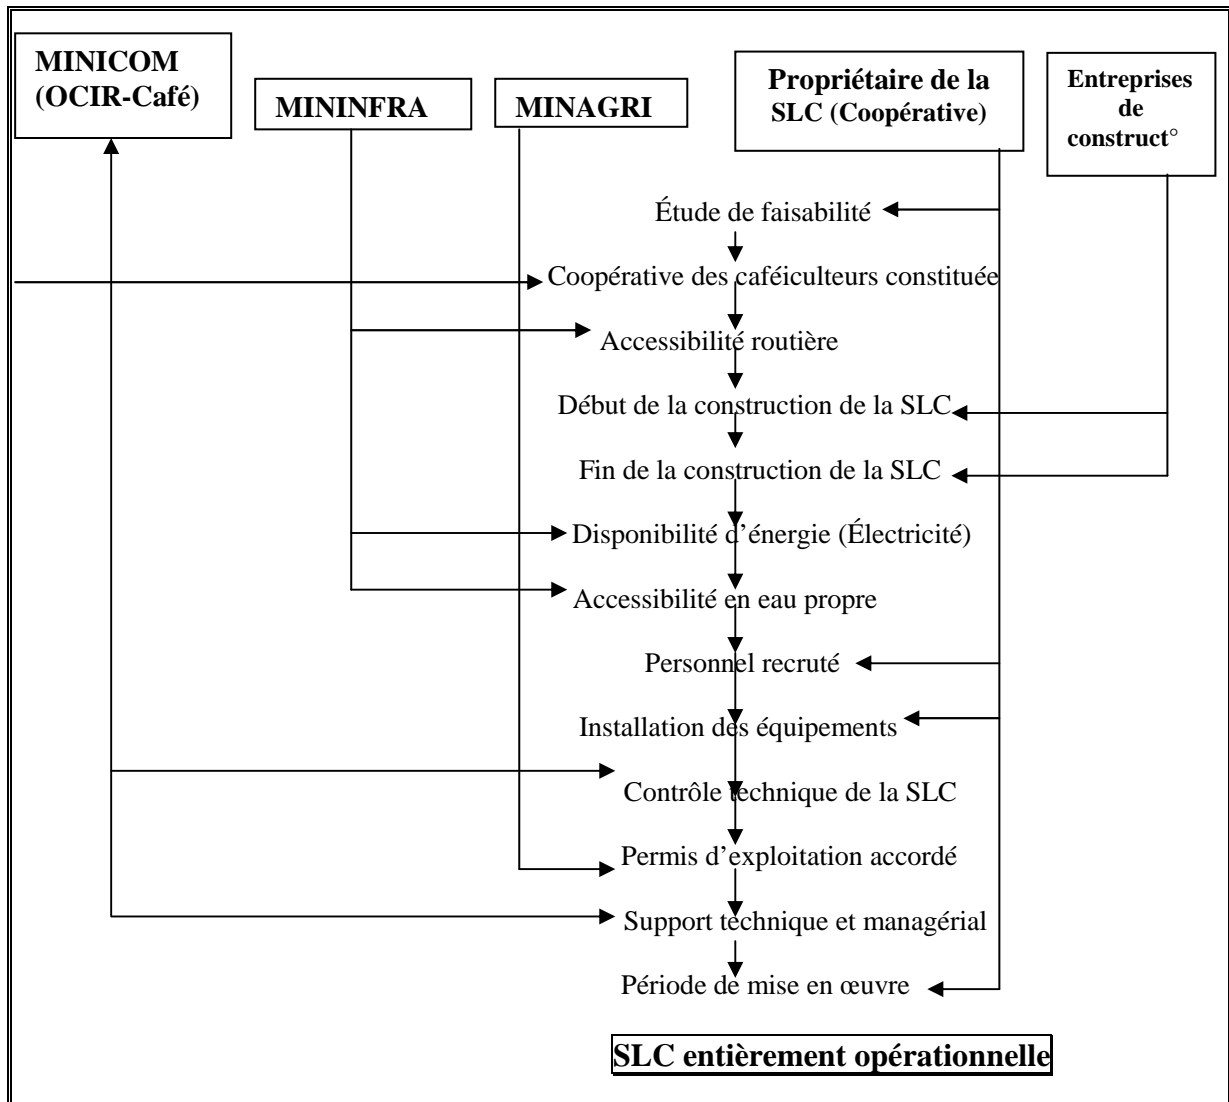 MINICOM
(OCIR-Café)
MININFRA
MINAGRI
Propriétaire de la
SLC (Coopérative)
Entreprises
de
construct°
Étude de faisabilité
Coopérative des caféiculteurs constituée
Accessibilité routière
Début de la construction de la SLC
Fin de la construction de la SLC
Disponibilité d’énergie (Électricité)
Accessibilité en eau propre
Personnel recruté
Installation des équipements
Contrôle technique de la SLC
Permis d’exploitation accordé
Support technique et managérial
Période de mise en œuvre
SLC entièrement opérationnelle